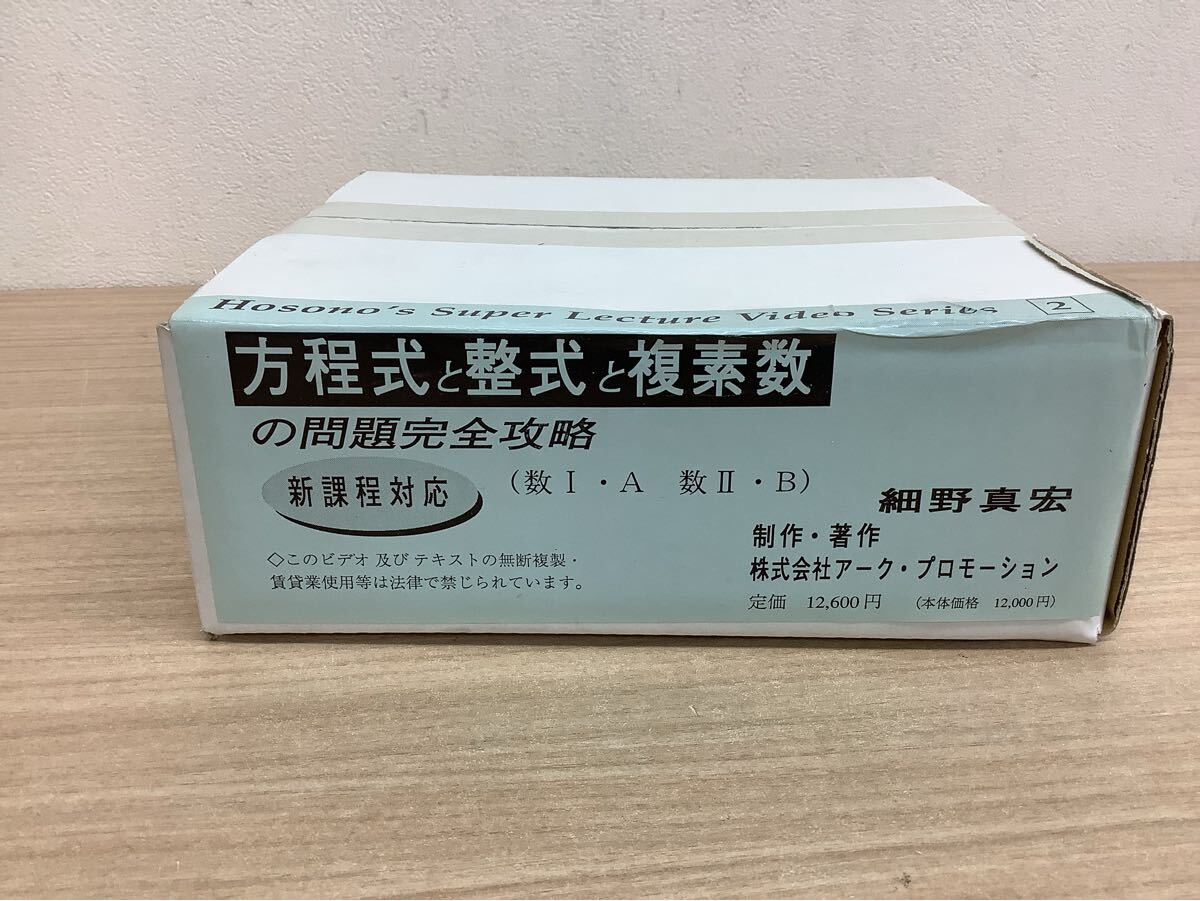 Hosono's Super Lecture Video Series 2
方程式と整式と複素数
の問題完全攻略
新課程対応
（数Ⅰ・A 数Ⅱ・B）
細野真宏
制作・著作
株式会社アーク・プロモーション
定価 12,600円 （本体価格 12,000円）
◇このビデオ及びテキストの無断複製・
賃貸業使用等は法律で禁じられています。